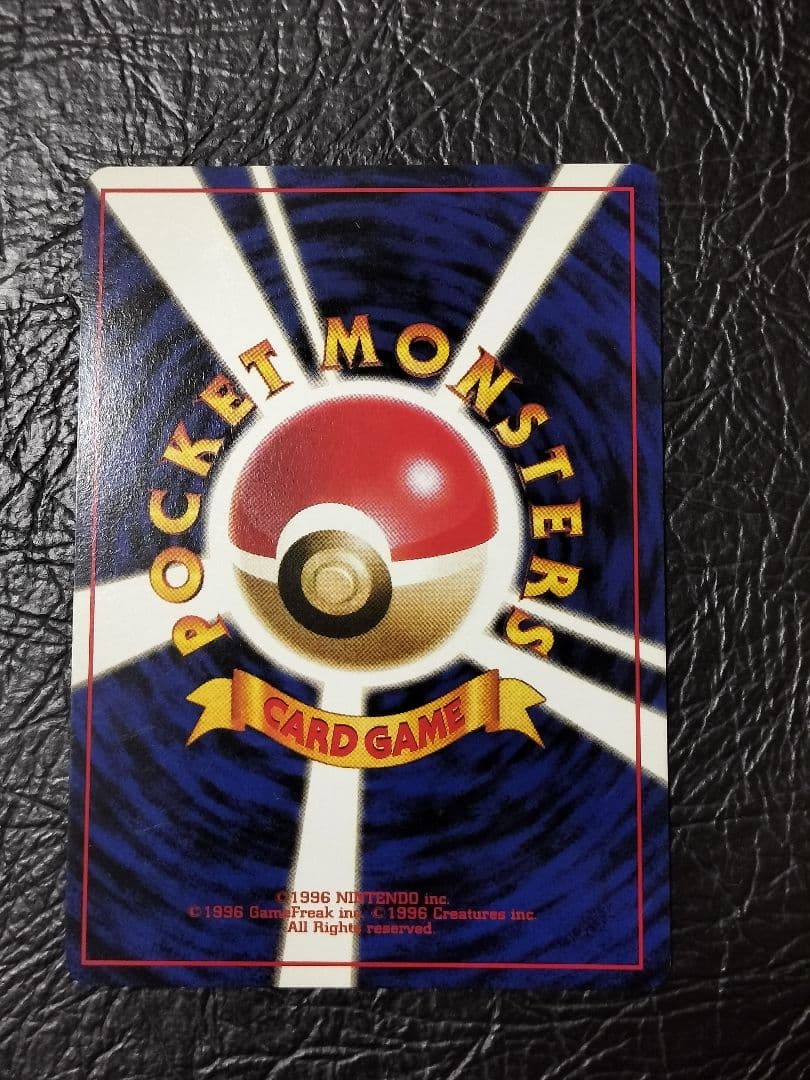 POCKET MONSTERS
CARD GAME
©1996 NINTENDO inc.
©1996 GameFreak inc. ©1996 Creatures inc.
All Rights reserved.